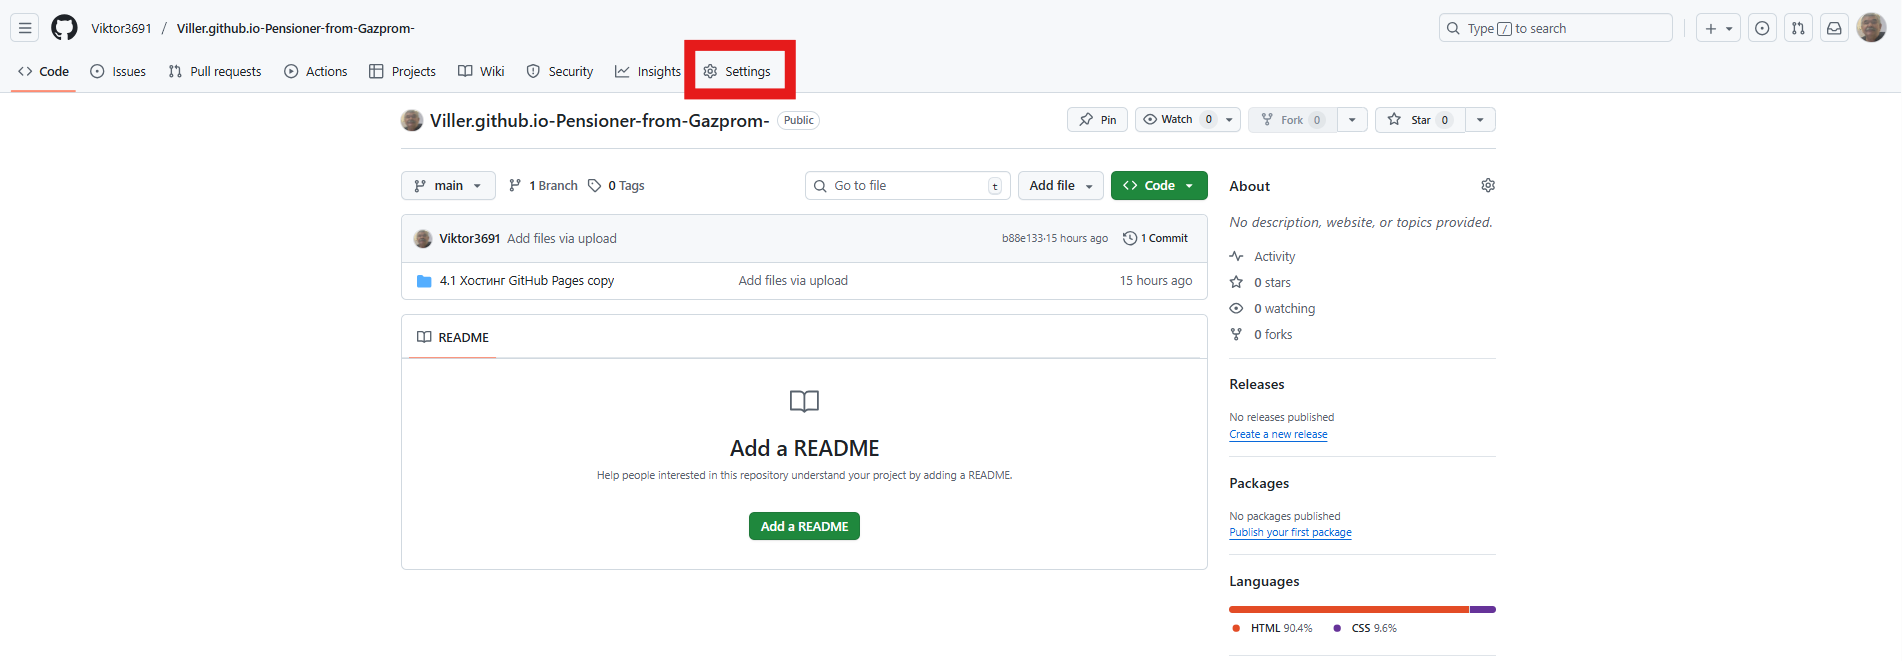 Viktor3691 / Viller.github.io-Pensioner-from-Gazprom-
Type / to search
Code Issues Pull requests Actions Projects Wiki Security Insights Settings
Viller.github.io-Pensioner-from-Gazprom- Public
Pin Watch 0 Fork 0 Star 0
main 1 Branch 0 Tags
Go to file t Add file Code
Viktor3691 Add files via upload b88e133 · 15 hours ago 1 Commit
4.1 Хостинг GitHub Pages copy Add files via upload 15 hours ago
README
Add a README
Help people interested in this repository understand your project by adding a README.
Add a README
About
No description, website, or topics provided.
Activity
0 stars
0 watching
0 forks
Releases
No releases published
Create a new release
Packages
No packages published
Publish your first package
Languages
HTML 90.4% CSS 9.6%